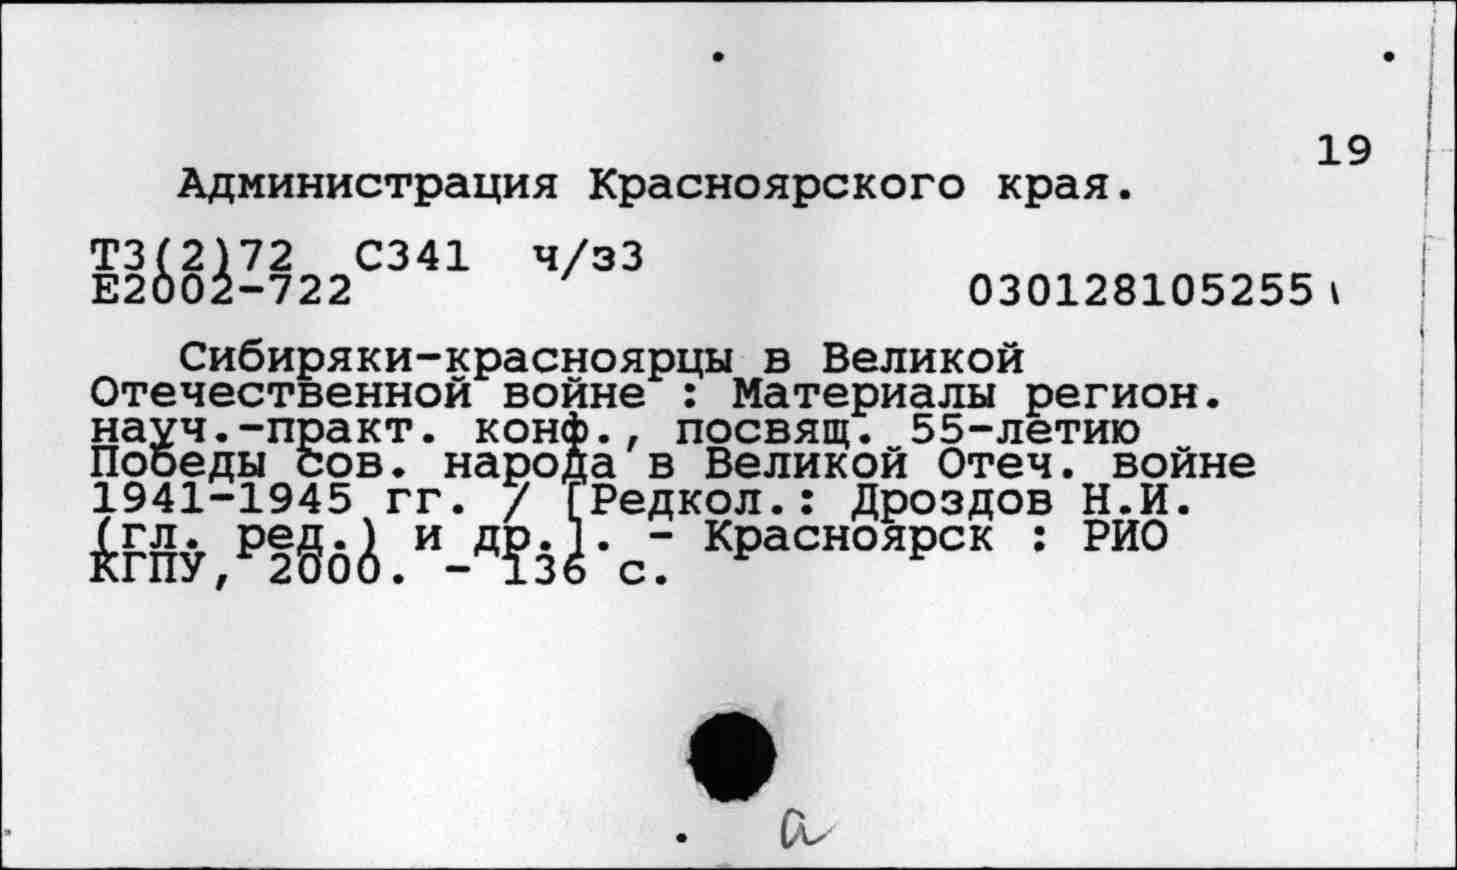 19
Администрация Красноярского края.
Т3(2)72 С341 ч/з3
Е2002-722
030128105255
Сибиряки-красноярцы в Великой
Отечественной войне : Материалы регион.
науч.-практ. конф., посвящ. 55-летию
Победы сов. народа в Великой Отеч. войне
1941-1945 гг. / [Редкол.: Дроздов Н.И.
(гл. ред.) и др.]. - Красноярск : РИО
КГПУ, 2000. - 136 с.
а